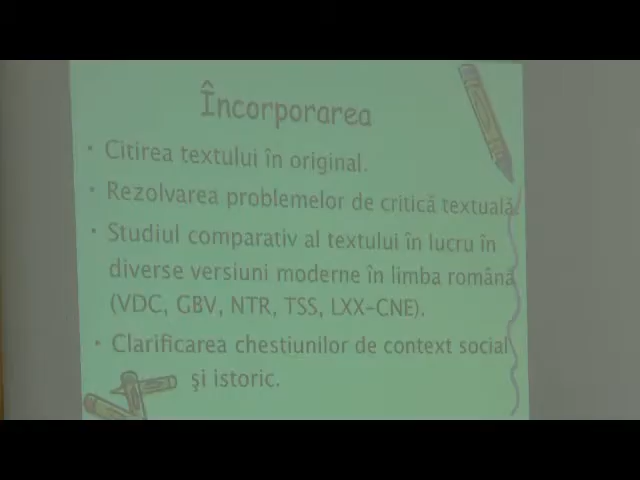 Încorporarea
• Citirea textului în original.
• Rezolvarea problemelor de critică textuală.
• Studiul comparativ al textului în lucru în
diverse versiuni moderne în limba română
(VDC, GBV, NTR, TSS, LXX-CNE).
• Clarificarea chestiunilor de context social
şi istoric.